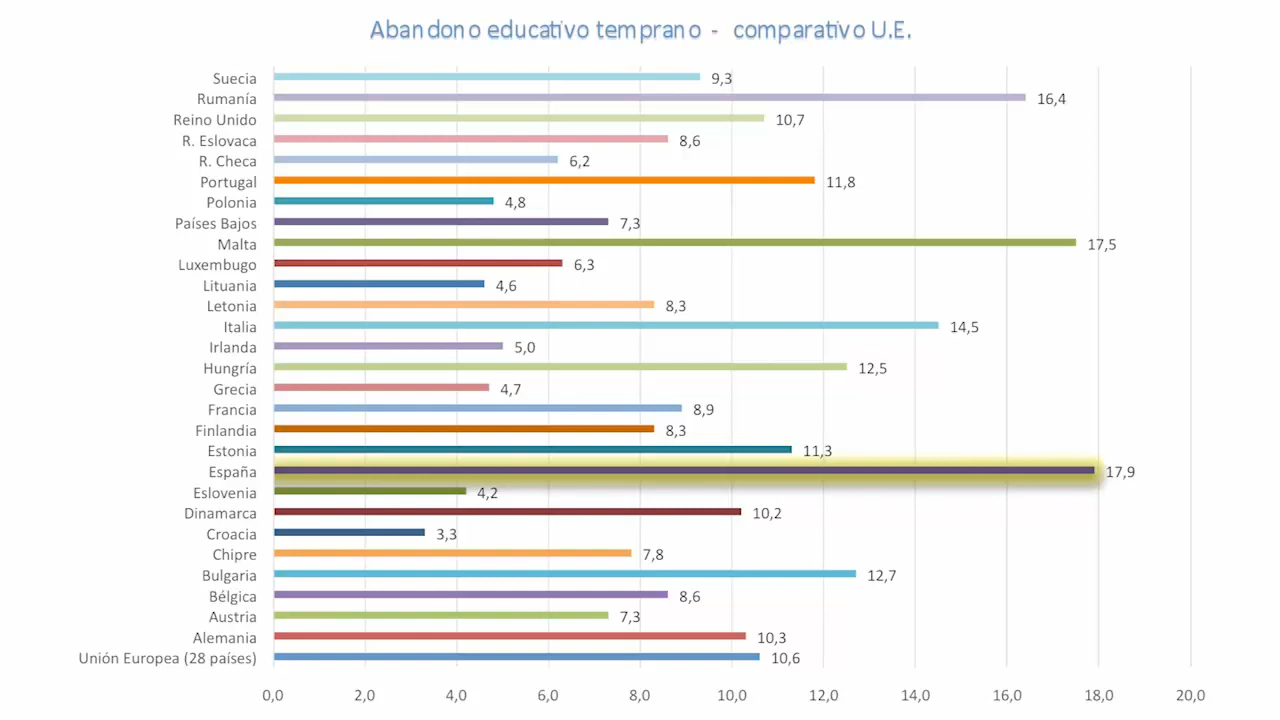 Abandono educativo temprano - comparativo U.E.
Suecia 9,3
Rumanía 16,4
Reino Unido 10,7
R. Eslovaca 8,6
R. Checa 6,2
Portugal 11,8
Polonia 4,8
Países Bajos 7,3
Malta 17,5
Luxembugo 6,3
Lituania 4,6
Letonia 8,3
Italia 14,5
Irlanda 5,0
Hungría 12,5
Grecia 4,7
Francia 8,9
Finlandia 8,3
Estonia 11,3
España 17,9
Eslovenia 4,2
Dinamarca 10,2
Croacia 3,3
Chipre 7,8
Bulgaria 12,7
Bélgica 8,6
Austria 7,3
Alemania 10,3
Unión Europea (28 países) 10,6
0,0 2,0 4,0 6,0 8,0 10,0 12,0 14,0 16,0 18,0 20,0